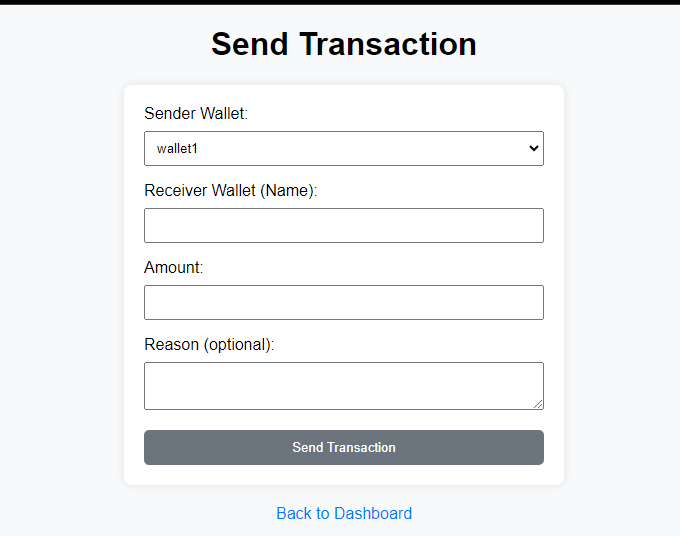 Send Transaction
Sender Wallet:
wallet1
Receiver Wallet (Name):
Amount:
Reason (optional):
Send Transaction
Back to Dashboard